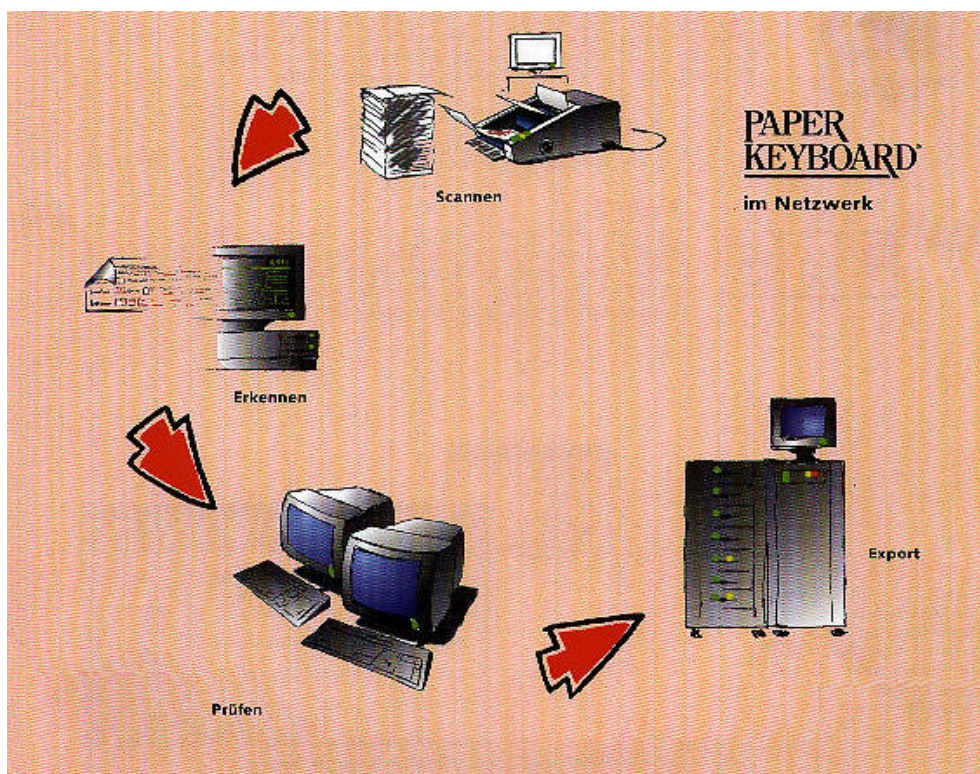 Scannen
PAPER
KEYBOARD
im Netzwerk
Erkennen
Export
Prüfen